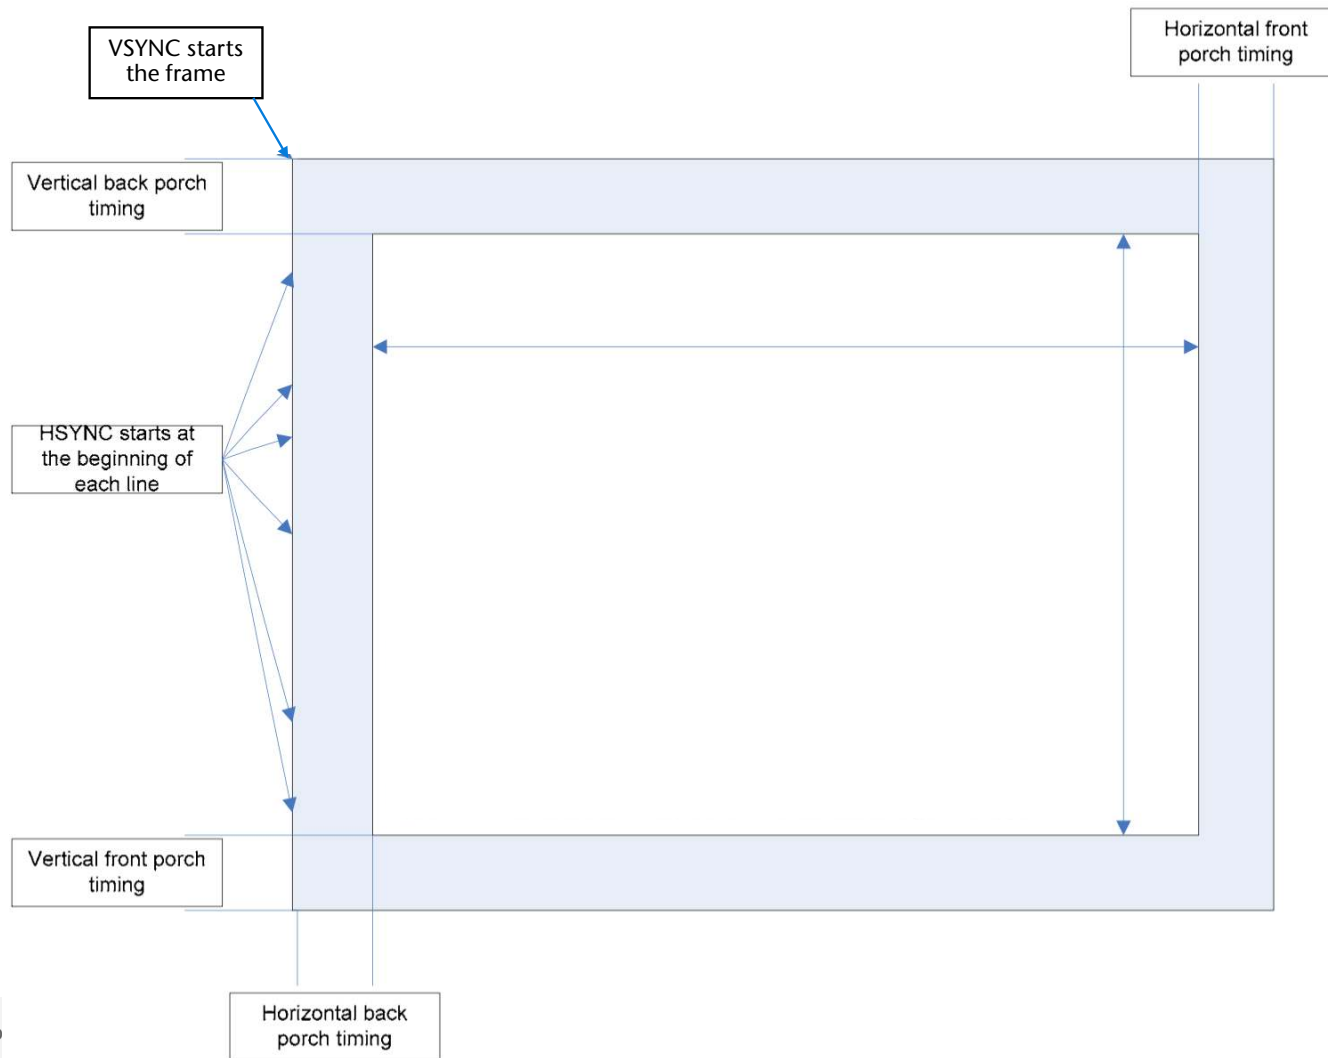 Horizontal front
porch timing
VSYNC starts
the frame
Vertical back porch
timing
HSYNC starts at
the beginning of
each line
Vertical front porch
timing
Horizontal back
porch timing